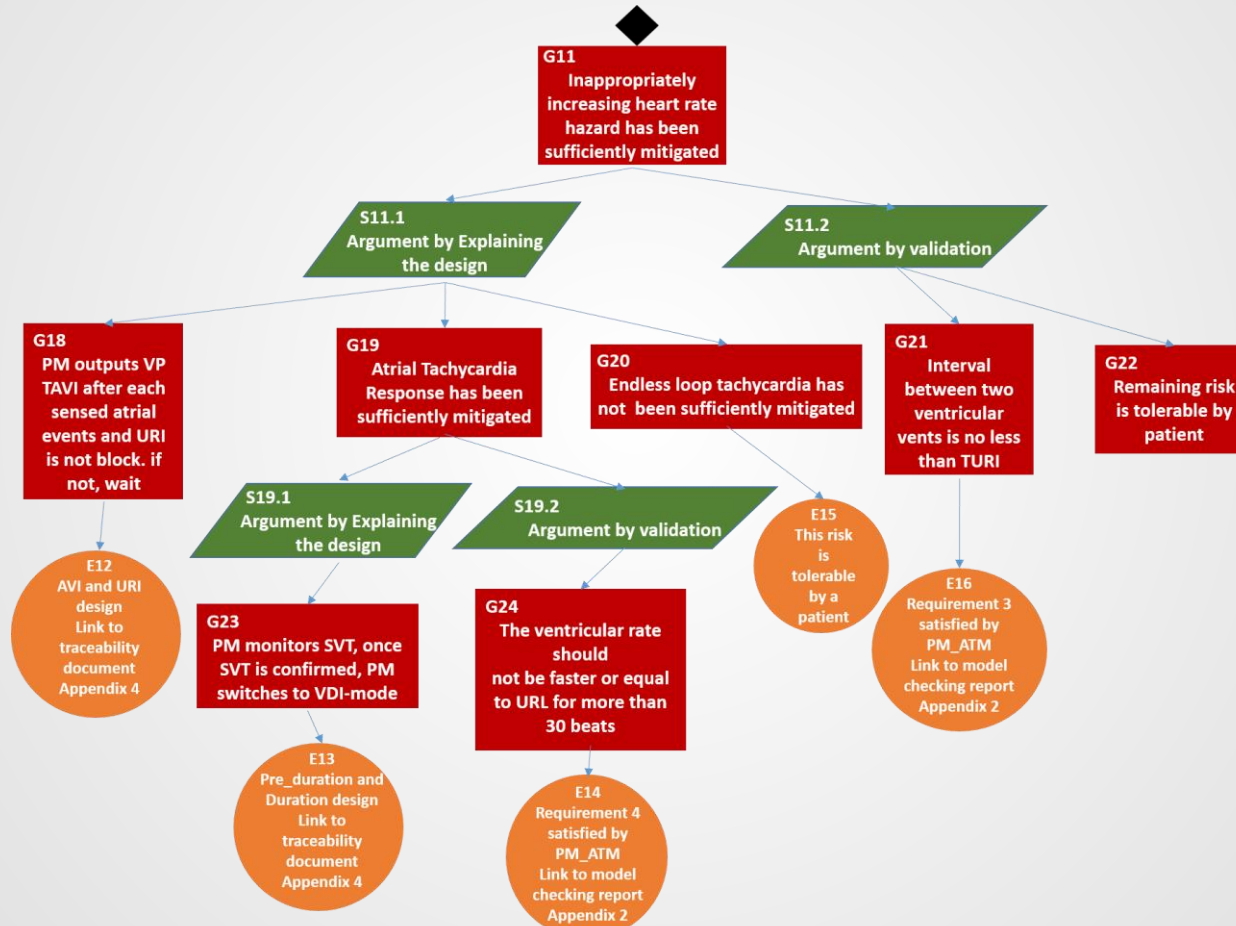 G11
Inappropriately
increasing heart rate
hazard has been
sufficiently mitigated
S11.1
Argument by Explaining
the design
S11.2
Argument by validation
G18
PM outputs VP
TAVI after each
sensed atrial
events and URI
is not block. if
not, wait
G19
Atrial Tachycardia
Response has been
sufficiently mitigated
G20
Endless loop tachycardia has
not been sufficiently mitigated
G21
Interval
between two
ventricular
vents is no less
than TURI
G22
Remaining risk
is tolerable by
patient
S19.1
Argument by Explaining
the design
S19.2
Argument by validation
E15
This risk
is
tolerable
by a
patient
E12
AVI and URI
design
Link to
traceability
document
Appendix 4
G23
PM monitors SVT, once
SVT is confirmed, PM
switches to VDI-mode
G24
The ventricular rate
should
not be faster or equal
to URL for more than
30 beats
E16
Requirement 3
satisfied by
PM_ATM
Link to model
checking report
Appendix 2
E13
Pre_duration and
Duration design
Link to
traceability
document
Appendix 4
E14
Requirement 4
satisfied by
PM_ATM
Link to model
checking report
Appendix 2